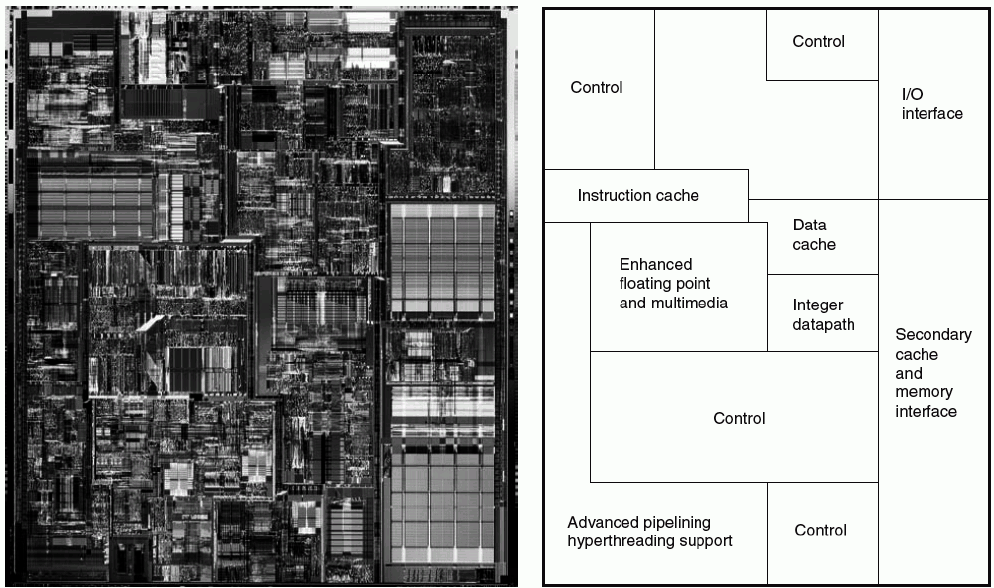 Control
Control
I/O
interface
Instruction cache
Data
cache
Enhanced
floating point
and multimedia
Integer
datapath
Secondary
cache
and
memory
interface
Control
Advanced pipelining
hyperthreading support
Control